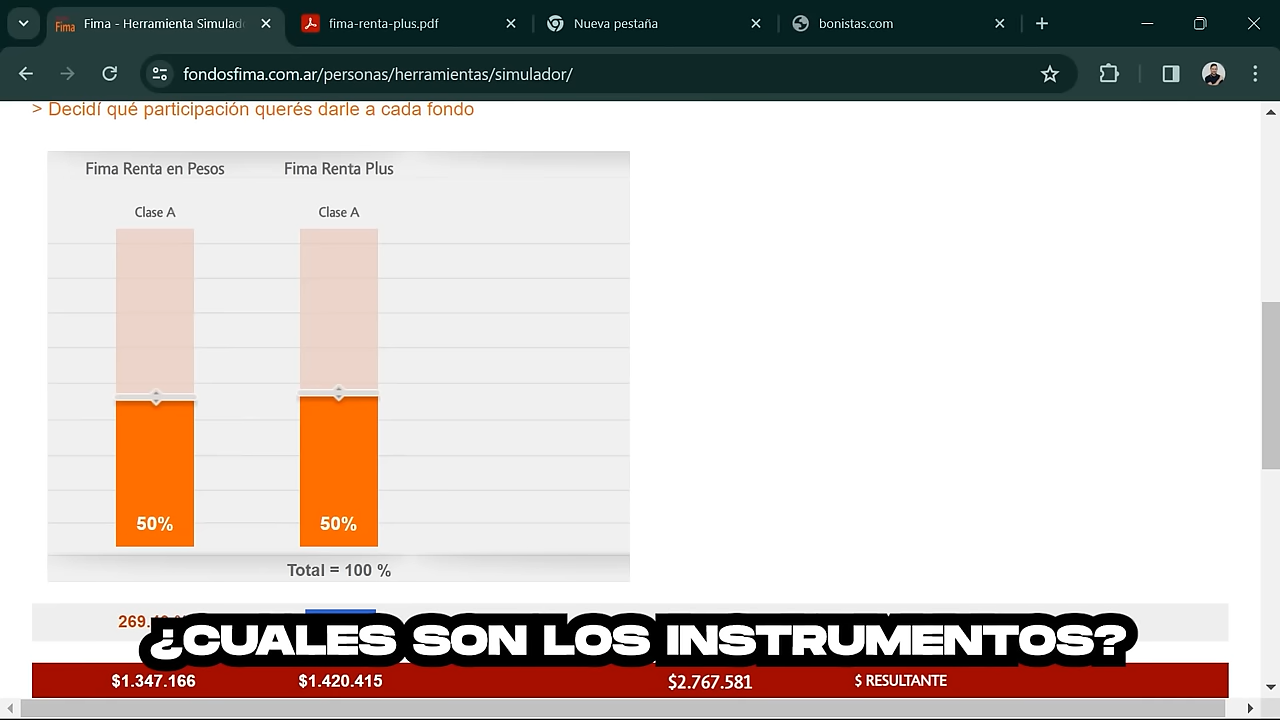 Fima - Herramienta Simulad
fima-renta-plus.pdf
Nueva pestaña
bonistas.com
fondosfima.com.ar/personas/herramientas/simulador/
> Decidí qué participación querés darle a cada fondo
Fima Renta en Pesos
Fima Renta Plus
Clase A
Clase A
50%
50%
Total = 100 %
¿CUALES SON LOS INSTRUMENTOS?
$1.347.166
$1.420.415
$2.767.581
$ RESULTANTE